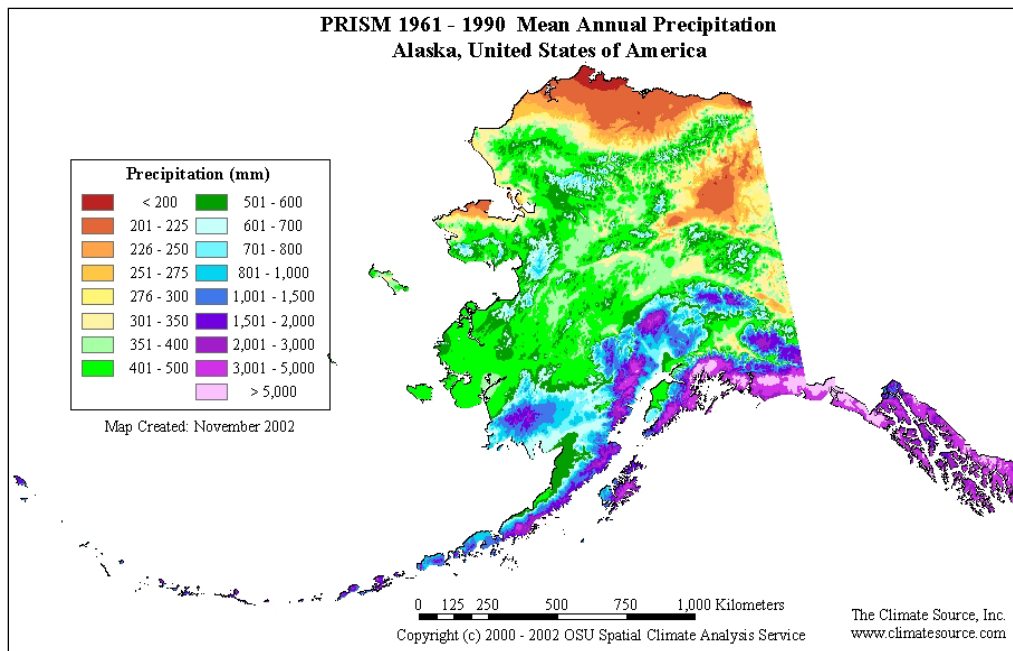 PRISM 1961 - 1990 Mean Annual Precipitation
Alaska, United States of America
Precipitation (mm)
< 200
201 - 225
226 - 250
251 - 275
276 - 300
301 - 350
351 - 400
401 - 500
501 - 600
601 - 700
701 - 800
801 - 1,000
1,001 - 1,500
1,501 - 2,000
2,001 - 3,000
3,001 - 5,000
> 5,000
Map Created: November 2002
0 125 250 500 750 1,000 Kilometers
Copyright (c) 2000 - 2002 OSU Spatial Climate Analysis Service
The Climate Source, Inc.
www.climatesource.com